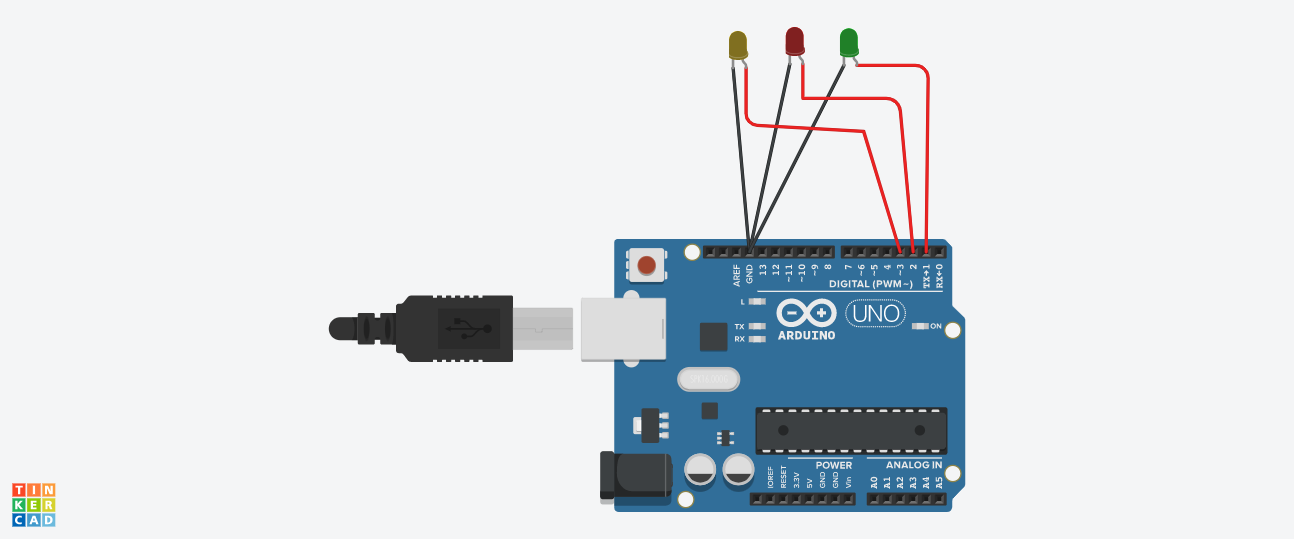 AREF
GND
13
12
~11
~10
~9
8
7
~6
~5
4
~3
2
TX→1
RX←0
DIGITAL (PWM~)
L
TX
RX
ARDUINO
UNO
ON
POWER
ANALOG IN
IOREF
RESET
3.3V
5V
GND
GND
Vin
A0
A1
A2
A3
A4
A5
TIN
KER
CAD